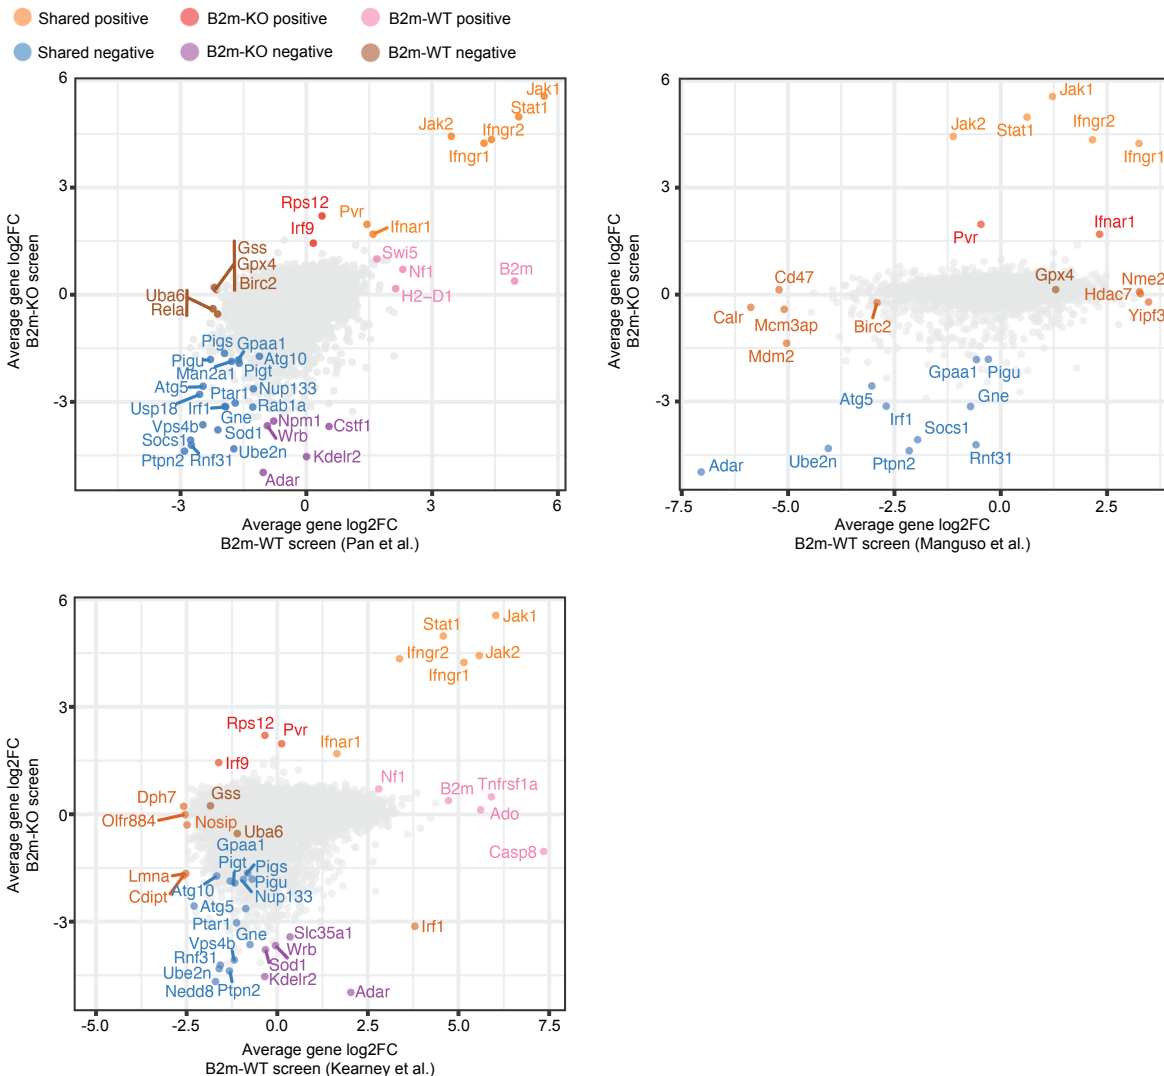 Shared positive
B2m-KO positive
B2m-WT positive
Shared negative
B2m-KO negative
B2m-WT negative
6
3
0
-3
Average gene log2FC
B2m-KO screen
Jak1
Stat1
Jak2
Ifngr2
Ifngr1
Rps12
Pvr
Irf9
Ifnar1
Gss
Swi5
Gpx4
Nf1
B2m
Birc2
H2-D1
Uba6
Rela
Pigs
Gpaa1
Pigu
Atg10
Man2a1
Pigt
Atg5
Ptar1
Nup133
Usp18
Irf1
Rab1a
Vps4b
Gne
Npm1
Cstf1
Socs1
Sod1
Wrb
Ptpn2
Rnf31
Ube2n
Kdelr2
Adar
-3
0
3
6
Average gene log2FC
B2m-WT screen (Pan et al.)
6
3
0
-3
Average gene log2FC
B2m-KO screen
Jak1
Jak2
Stat1
Ifngr2
Ifngr1
Pvr
Ifnar1
Cd47
Gpx4
Nme2
Hdac7
Calr
Mcm3ap
Birc2
Yipf3
Mdm2
Gpaa1
Pigu
Atg5
Gne
Irf1
Socs1
Adar
Ube2n
Ptpn2
Rnf31
-7.5
-5.0
-2.5
0.0
2.5
Average gene log2FC
B2m-WT screen (Manguso et al.)
6
3
0
-3
Average gene log2FC
B2m-KO screen
Jak1
Stat1
Ifngr2
Jak2
Ifngr1
Rps12
Pvr
Ifnar1
Irf9
Nf1
B2m
Tnfrsf1a
Dph7
Gss
Ado
Olfr884
Nosip
Uba6
Gpaa1
Casp8
Pigt
Pigs
Lmna
Pigu
Cdipt
Atg10
Nup133
Atg5
Ptar1
Irf1
Gne
Slc35a1
Vps4b
Wrb
Rnf31
Sod1
Ube2n
Kdelr2
Nedd8
Ptpn2
Adar
-5.0
-2.5
0.0
2.5
5.0
7.5
Average gene log2FC
B2m-WT screen (Kearney et al.)